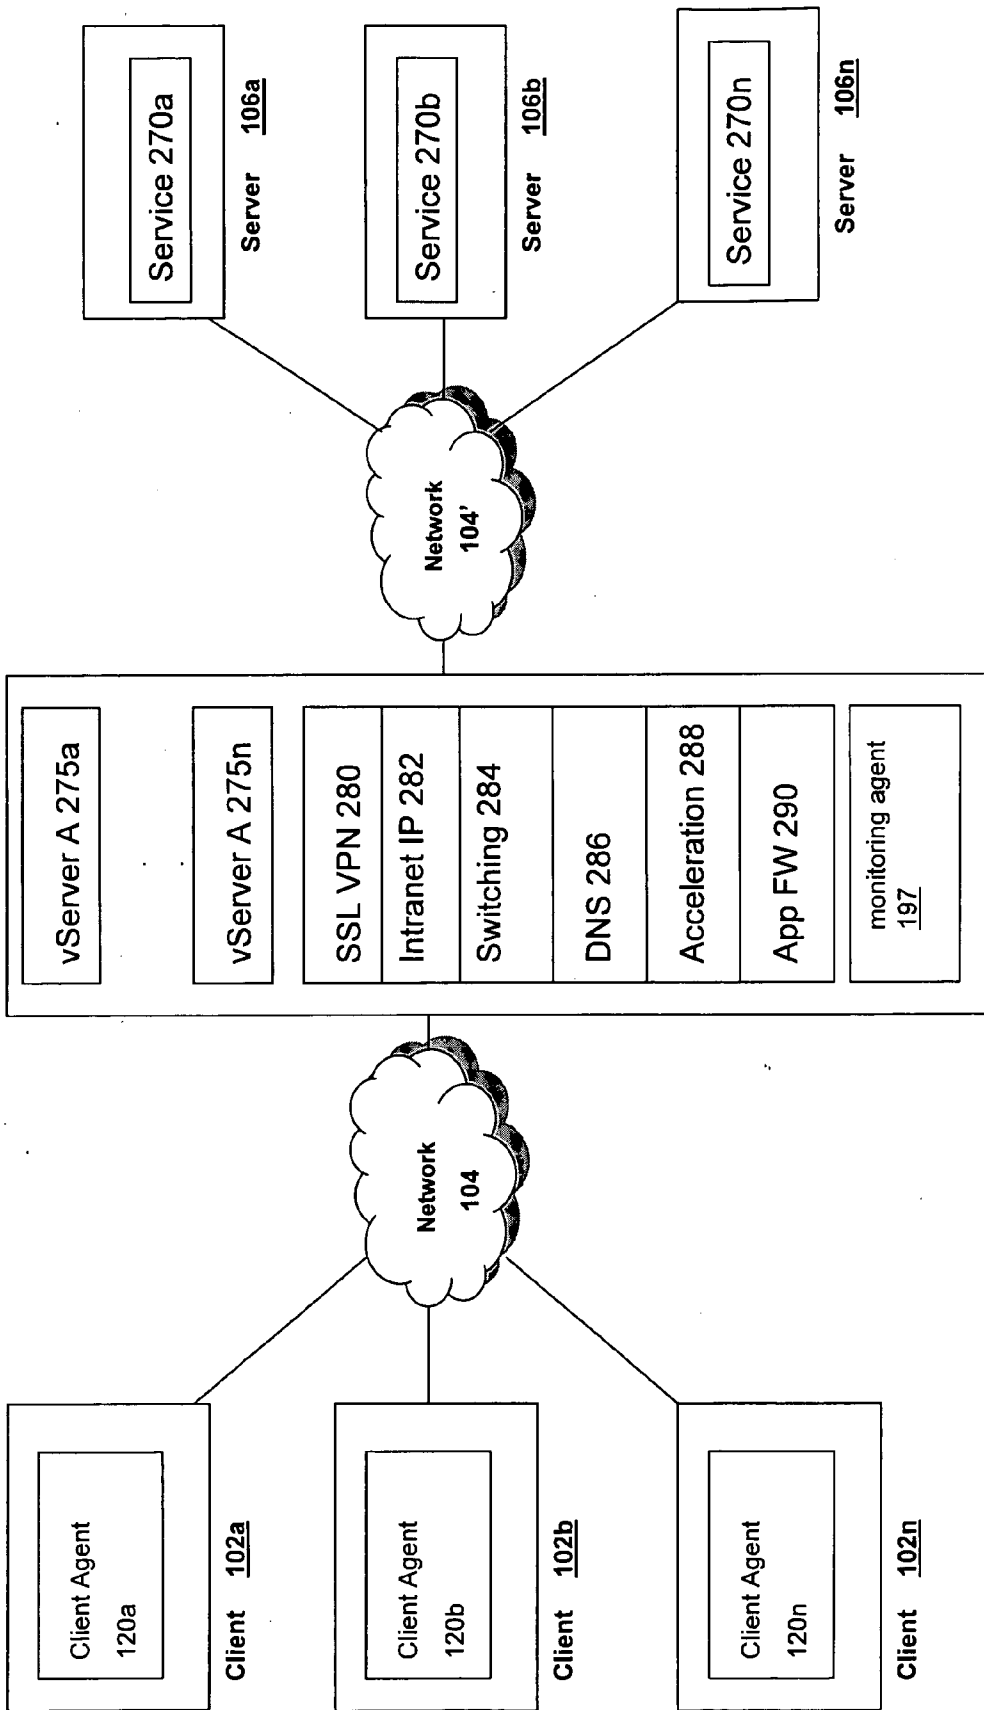 Client Agent
120a
Client 102a
Client Agent
120b
Client 102b
Client Agent
120n
Client 102n
Network
104
vServer A 275a
vServer A 275n
SSL VPN 280
Intranet IP 282
Switching 284
DNS 286
Acceleration 288
App FW 290
monitoring agent
197
Network
104'
Service 270a
Server 106a
Service 270b
Server 106b
Service 270n
Server 106n